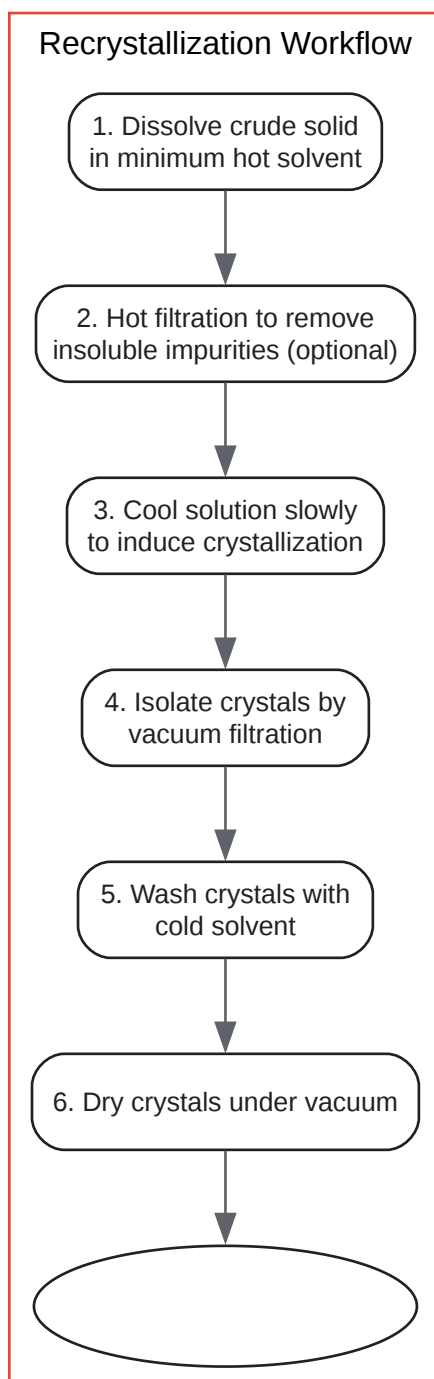 Recrystallization Workflow
1. Dissolve crude solid
in minimum hot solvent
2. Hot filtration to remove
insoluble impurities (optional)
3. Cool solution slowly
to induce crystallization
4. Isolate crystals by
vacuum filtration
5. Wash crystals with
cold solvent
6. Dry crystals under vacuum